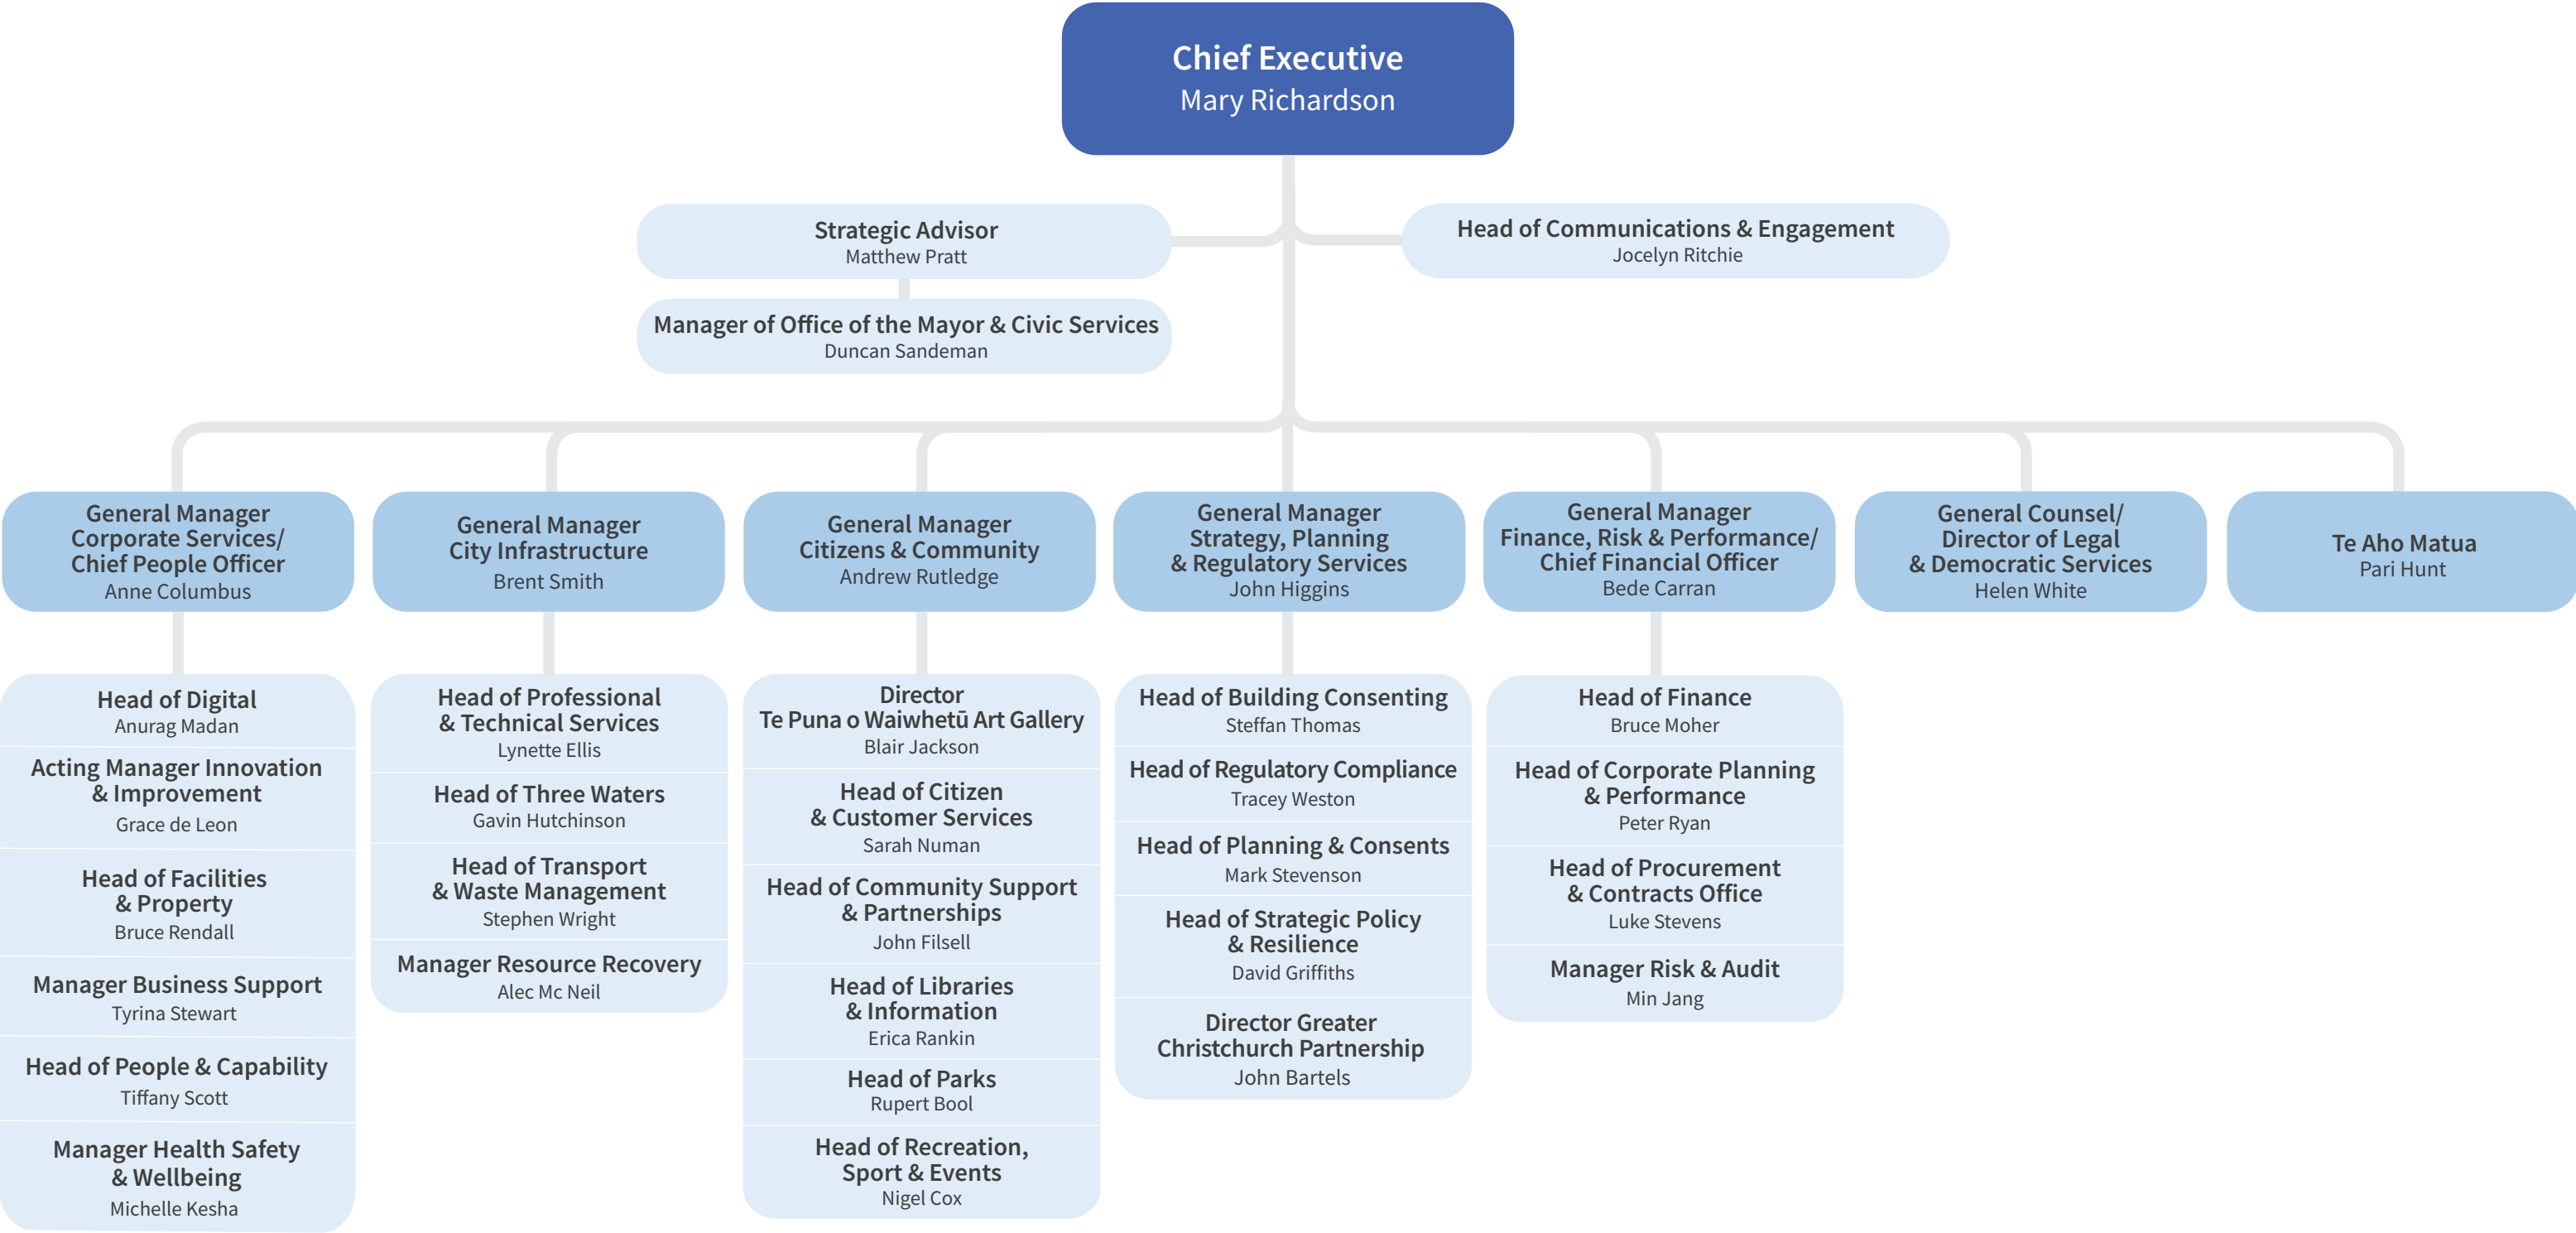 Chief Executive
Mary Richardson
Strategic Advisor
Matthew Pratt
Head of Communications & Engagement
Jocelyn Ritchie
Manager of Office of the Mayor & Civic Services
Duncan Sandeman
General Manager
Corporate Services/
Chief People Officer
Anne Columbus
General Manager
City Infrastructure
Brent Smith
General Manager
Citizens & Community
Andrew Rutledge
General Manager
Strategy, Planning
& Regulatory Services
John Higgins
General Manager
Finance, Risk & Performance/
Chief Financial Officer
Bede Carran
General Counsel/
Director of Legal
& Democratic Services
Helen White
Te Aho Matua
Pari Hunt
Head of Digital
Anurag Madan
Acting Manager Innovation
& Improvement
Grace de Leon
Head of Facilities
& Property
Bruce Rendall
Manager Business Support
Tyrina Stewart
Head of People & Capability
Tiffany Scott
Manager Health Safety
& Wellbeing
Michelle Kesha
Head of Professional
& Technical Services
Lynette Ellis
Head of Three Waters
Gavin Hutchinson
Head of Transport
& Waste Management
Stephen Wright
Manager Resource Recovery
Alec Mc Neil
Director
Te Puna o Waiwhetū Art Gallery
Blair Jackson
Head of Citizen
& Customer Services
Sarah Numan
Head of Community Support
& Partnerships
John Filsell
Head of Libraries
& Information
Erica Rankin
Head of Parks
Rupert Bool
Head of Recreation,
Sport & Events
Nigel Cox
Head of Building Consenting
Steffan Thomas
Head of Regulatory Compliance
Tracey Weston
Head of Planning & Consents
Mark Stevenson
Head of Strategic Policy
& Resilience
David Griffiths
Director Greater
Christchurch Partnership
John Bartels
Head of Finance
Bruce Moher
Head of Corporate Planning
& Performance
Peter Ryan
Head of Procurement
& Contracts Office
Luke Stevens
Manager Risk & Audit
Min Jang